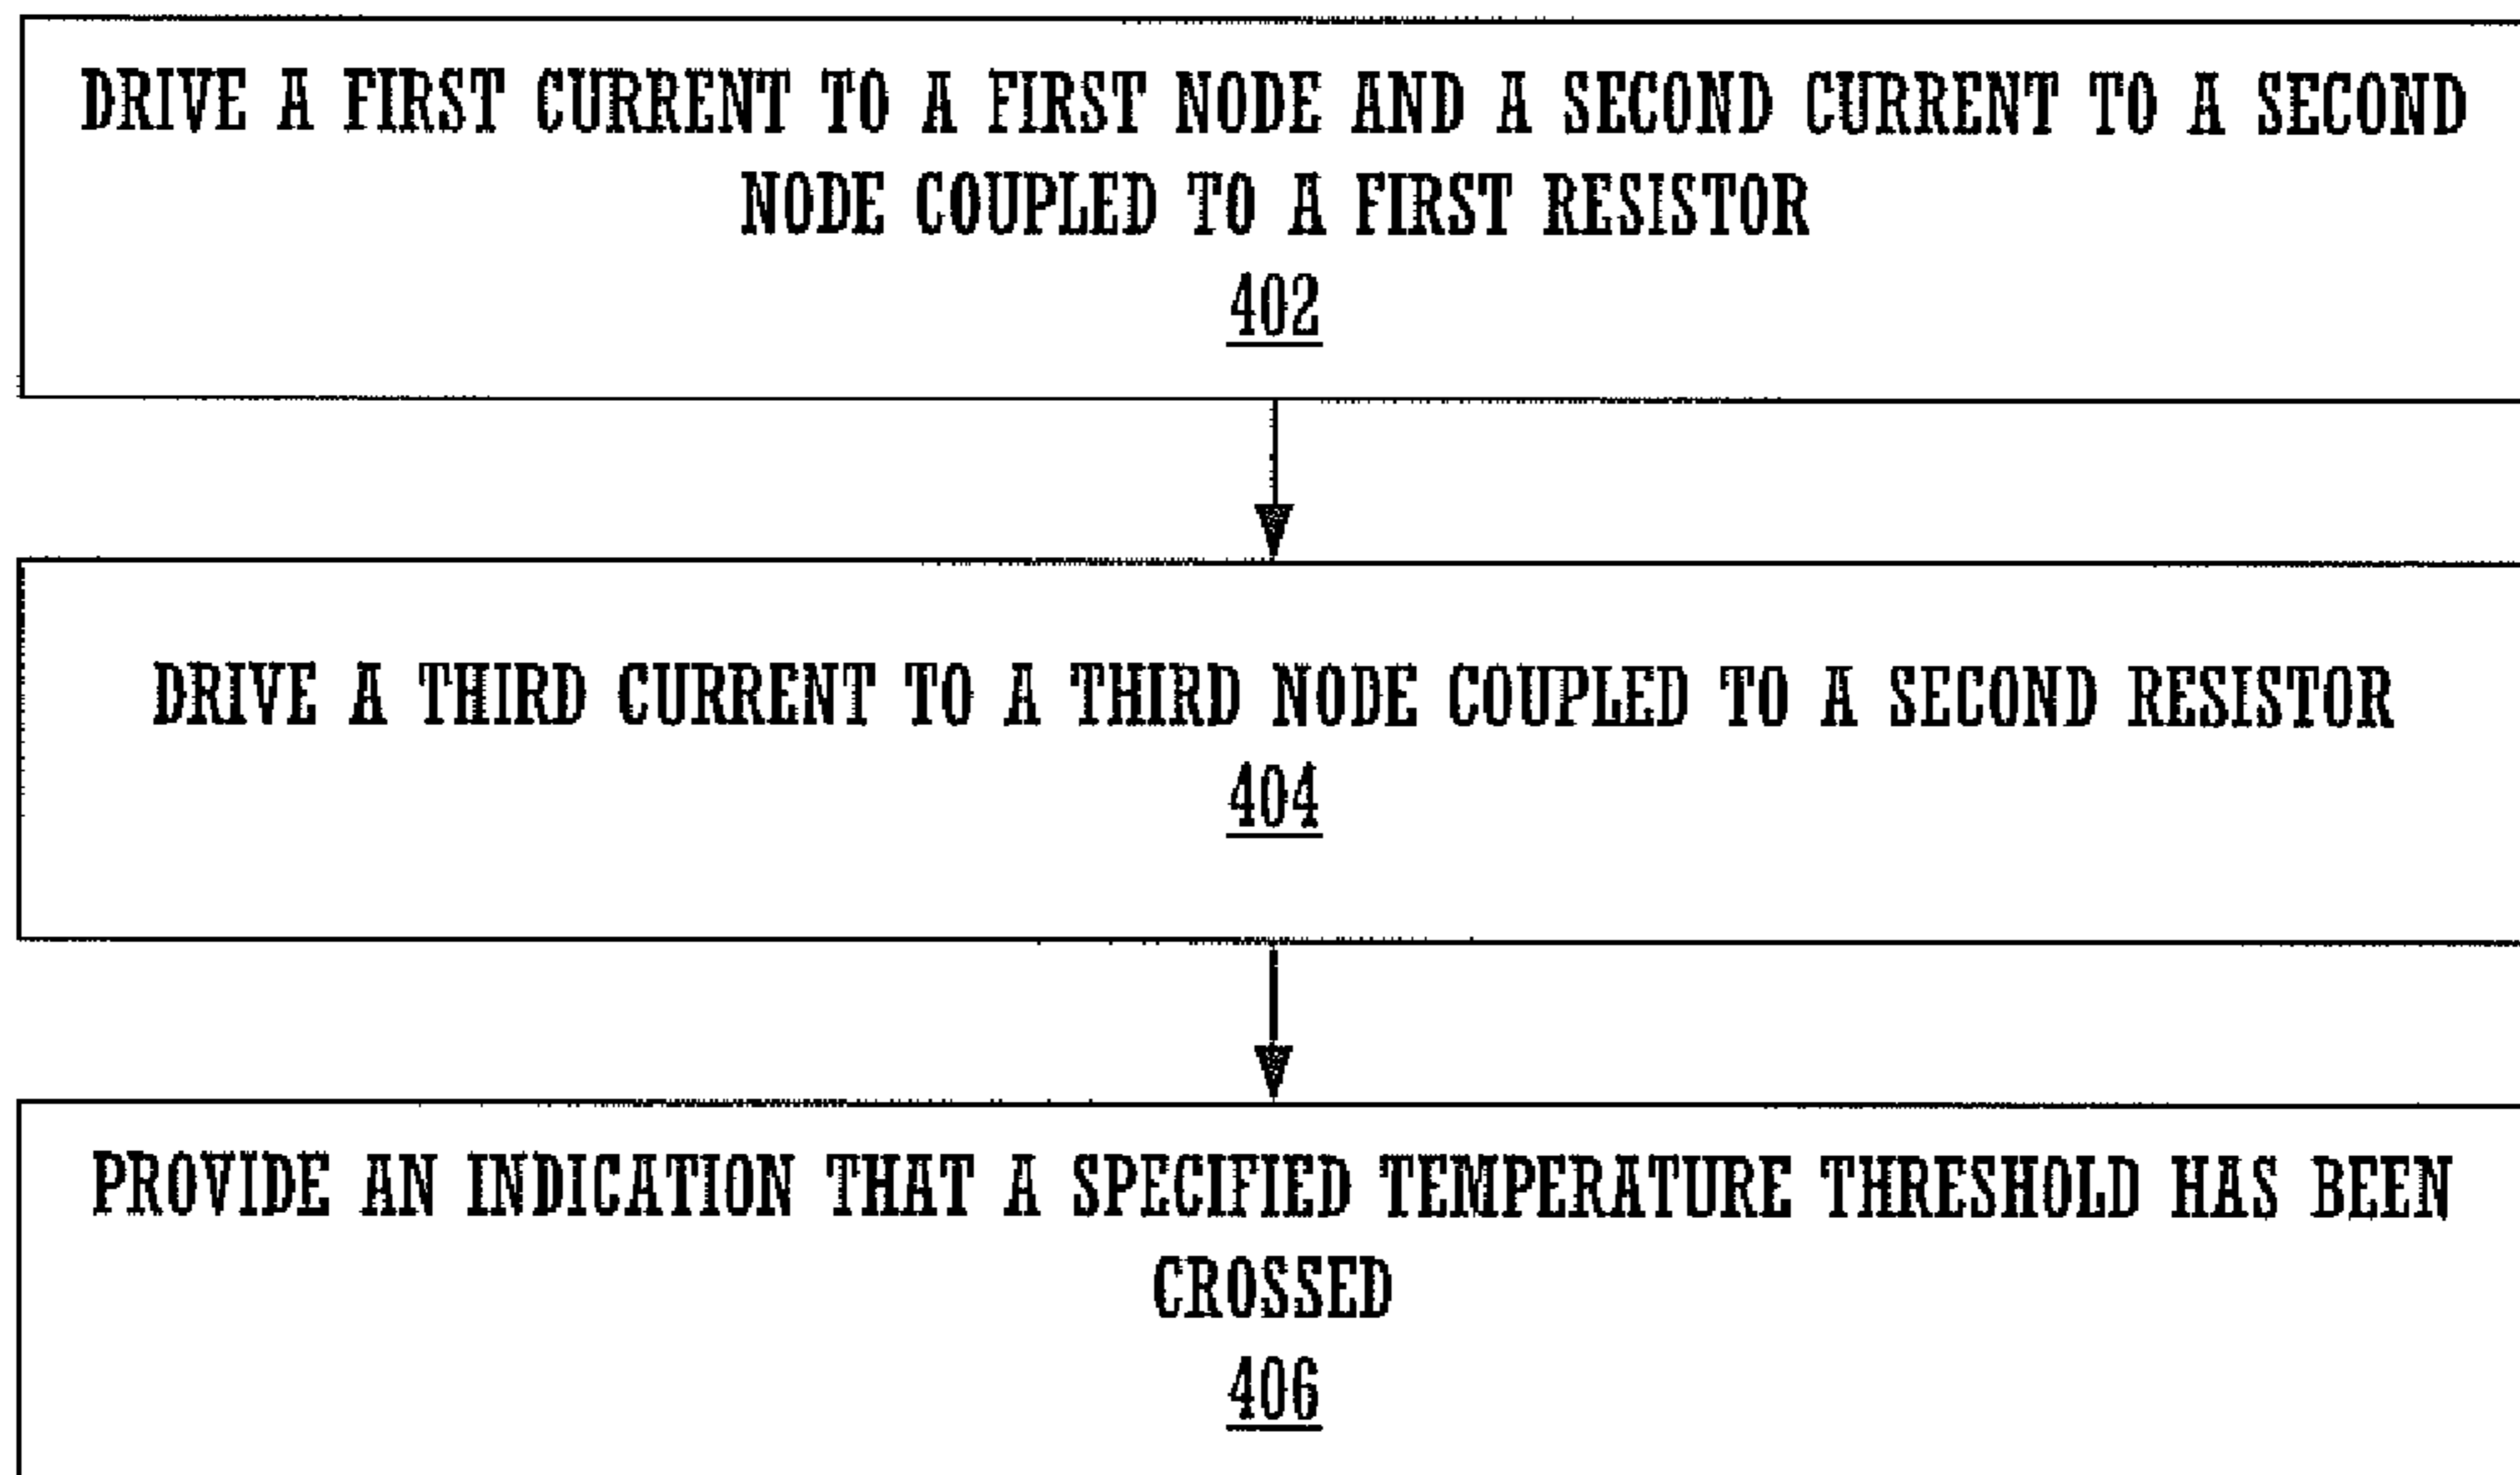 DRIVE A FIRST CURRENT TO A FIRST NODE AND A SECOND CURRENT TO A SECOND
NODE COUPLED TO A FIRST RESISTOR
402
DRIVE A THIRD CURRENT TO A THIRD NODE COUPLED TO A SECOND RESISTOR
404
PROVIDE AN INDICATION THAT A SPECIFIED TEMPERATURE THRESHOLD HAS BEEN
CROSSED
406